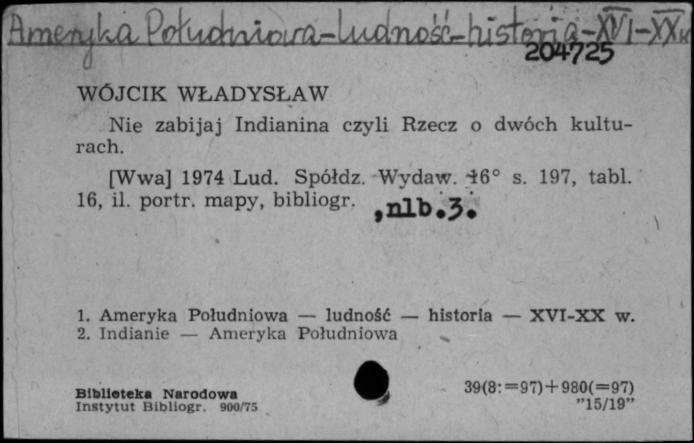 Ameryka Południowa-ludność-historia-XVI-XX w
204725
WÓJCIK WŁADYSŁAW
Nie zabijaj Indianina czyli Rzecz o dwóch kultu-
rach.
[Wwa] 1974 Lud. Spółdz. Wydaw. 16° s. 197, tabl.
16, il. portr. mapy, bibliogr. ,nlb.3.
1. Ameryka Południowa — ludność — historia — XVI-XX w.
2. Indianie — Ameryka Południowa
Biblioteka Narodowa
Instytut Bibliogr. 900/75
39(8:=97)+980(=97)
"15/19"